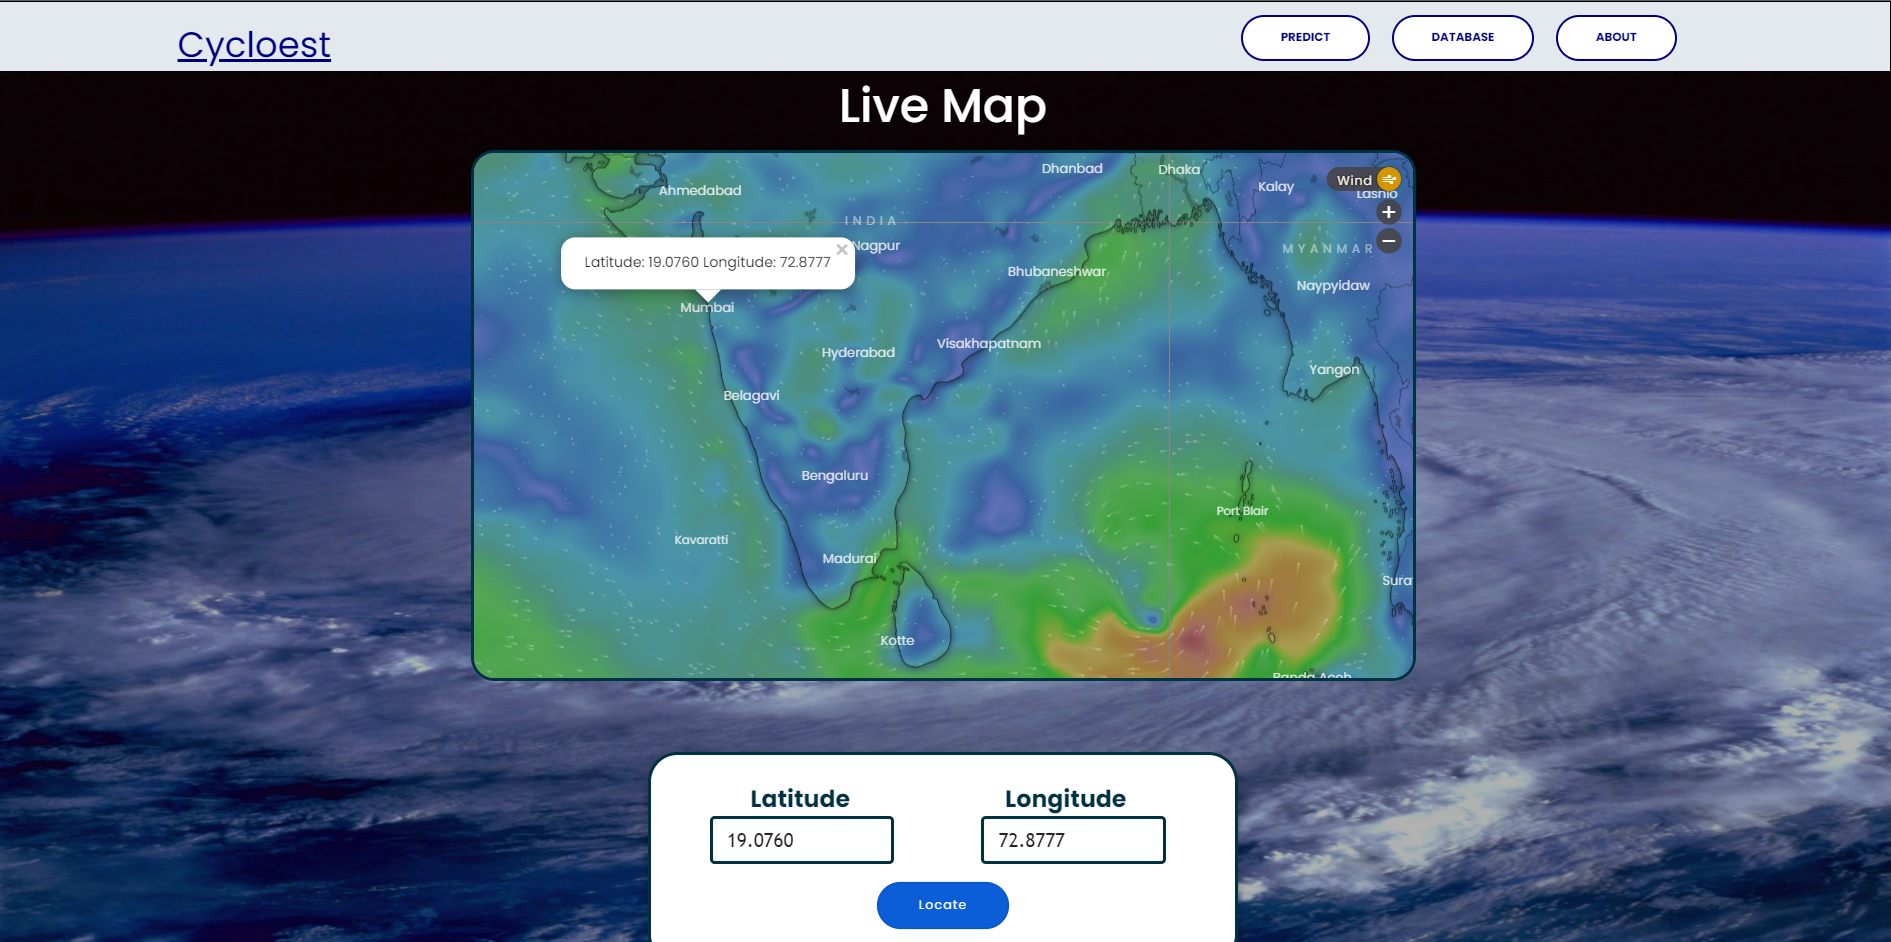 Cycloest
PREDICT
DATABASE
ABOUT
Live Map
Dhanbad
Dhaka
Wind
Ahmedabad
Kalay
Lashio
INDIA
+
Nagpur
×
MYANMAR
−
Latitude: 19.0760 Longitude: 72.8777
Bhubaneshwar
Naypyidaw
Mumbai
Visakhapatnam
Hyderabad
Yangon
Belagavi
Bengaluru
Port Blair
Kavaratti
Madurai
Sura
Kotte
Banda Aceh
Latitude
Longitude
19.0760
72.8777
Locate